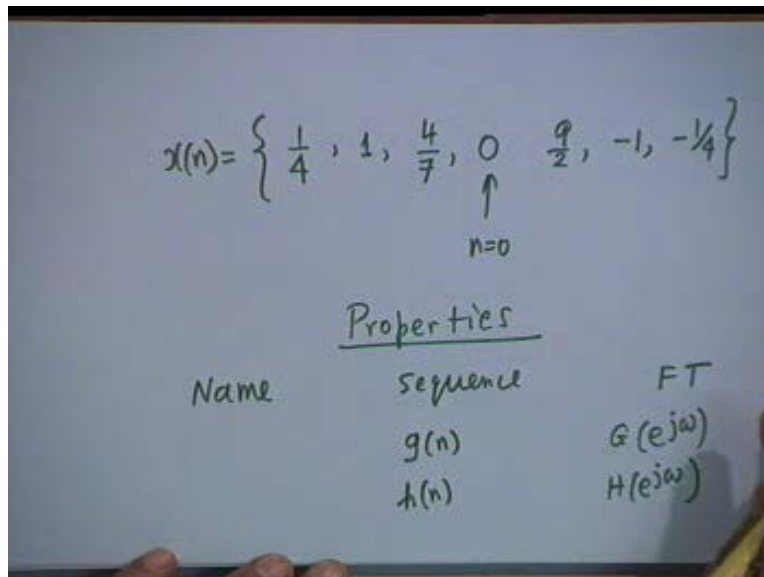 x(n) = { 1/4 , 1, 4/7, 0 9/2, -1, -1/4 }
↑
n=0
Properties
Name sequence FT
g(n) G(e^jω)
h(n) H(e^jω)